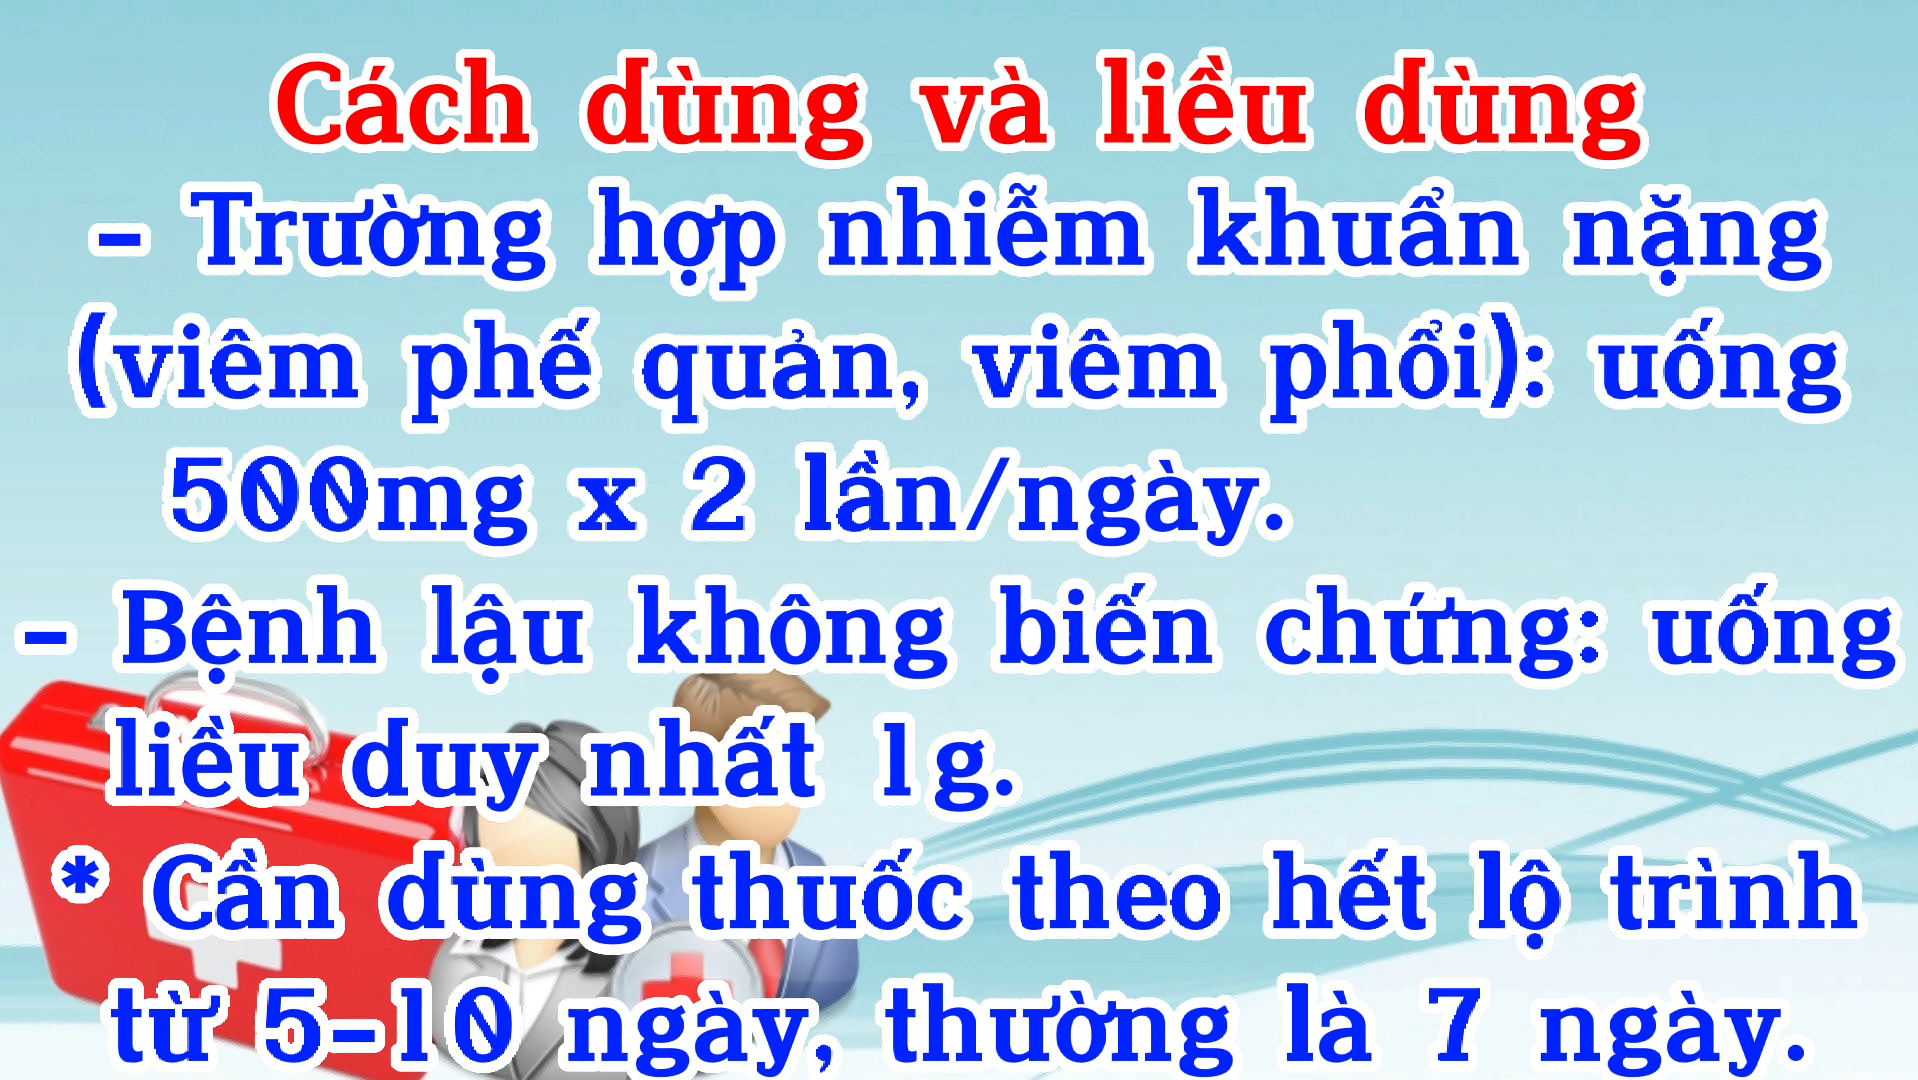 Cách dùng và liều dùng
- Trường hợp nhiễm khuẩn nặng
(viêm phế quản, viêm phổi): uống
500mg x 2 lần/ngày.
- Bệnh lậu không biến chứng: uống
liều duy nhất 1g.
* Cần dùng thuốc theo hết lộ trình
từ 5-10 ngày, thường là 7 ngày.